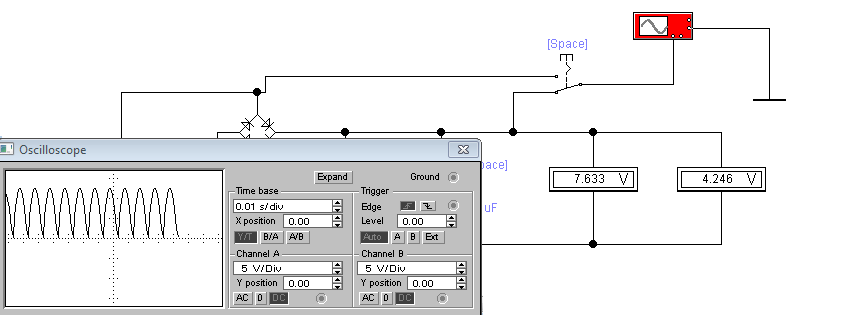 [Space]
Oscilloscope
Expand
Ground
Time base
Trigger
0.01 s/div
Edge
X position 0.00
Level 0.00
Y/T B/A A/B
Auto A B Ext
Channel A
Channel B
5 V/Div
5 V/Div
Y position 0.00
Y position 0.00
AC 0 DC
AC 0 DC
pace]
uF
7.633 V
4.246 V